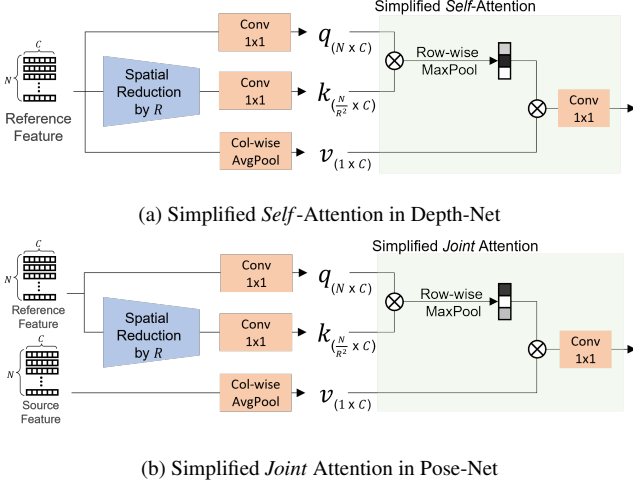 Simplified Self-Attention
C
N
Reference
Feature
Spatial
Reduction
by R
Conv
1x1
Conv
1x1
Col-wise
AvgPool
q(N x C)
k(N/R² x C)
v(1 x C)
Row-wise
MaxPool
Conv
1x1
(a) Simplified Self-Attention in Depth-Net
Simplified Joint Attention
C
N
Reference
Feature
C
N
Source
Feature
Spatial
Reduction
by R
Conv
1x1
Conv
1x1
Col-wise
AvgPool
q(N x C)
k(N/R² x C)
v(1 x C)
Row-wise
MaxPool
Conv
1x1
(b) Simplified Joint Attention in Pose-Net